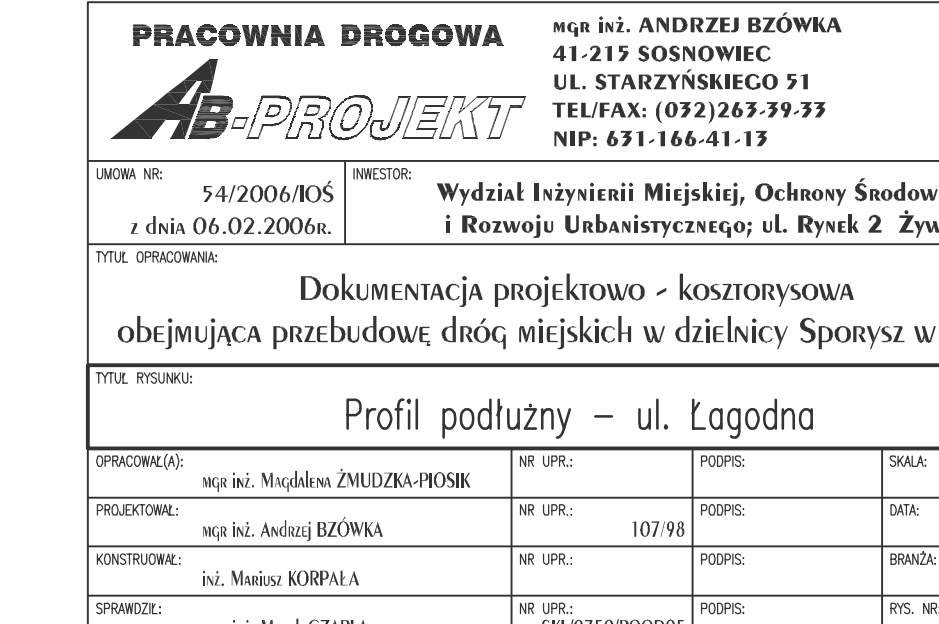 PRACOWNIA DROGOWA
AB-PROJEKT
mgr inż. ANDRZEJ BZÓWKA
41-215 SOSNOWIEC
UL. STARZYŃSKIEGO 51
TEL/FAX: (032)263-39-33
NIP: 631-166-41-13
UMOWA NR:
54/2006/IOŚ
z dnia 06.02.2006r.
INWESTOR:
Wydział Inżynierii Miejskiej, Ochrony Środow
i Rozwoju Urbanistycznego; ul. Rynek 2 Żyw
TYTUŁ OPRACOWANIA:
Dokumentacja projektowo - kosztorysowa
obejmująca przebudowę dróg miejskich w dzielnicy Sporysz w
TYTUŁ RYSUNKU:
Profil podłużny – ul. Łagodna
OPRACOWAŁ(A):
mgr inż. Magdalena ŻMUDZKA-PIOSIK
NR UPR.:
PODPIS:
SKALA:
PROJEKTOWAŁ:
mgr inż. Andrzej BZÓWKA
NR UPR.:
107/98
PODPIS:
DATA:
KONSTRUOWAŁ:
inż. Mariusz KORPAŁA
NR UPR.:
PODPIS:
BRANŻA:
SPRAWDZIŁ:
NR UPR.:
PODPIS:
RYS. NR: